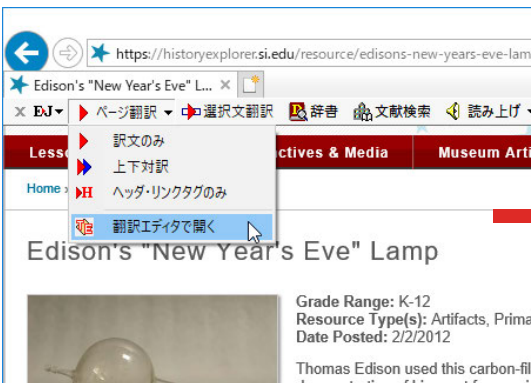 https://historyexplorer.si.edu/resource/edisons-new-years-eve-lam
Edison's "New Year's Eve" L...
× EJ ページ翻訳 選択文翻訳 辞書 文献検索 読み上げ
訳文のみ
上下対訳
ヘッダ・リンクタグのみ
翻訳エディタで開く
Less
ctives & Media
Museum Arti
Home »
Edison's "New Year's Eve" Lamp
Grade Range: K-12
Resource Type(s): Artifacts, Prima
Date Posted: 2/2/2012
Thomas Edison used this carbon-fil